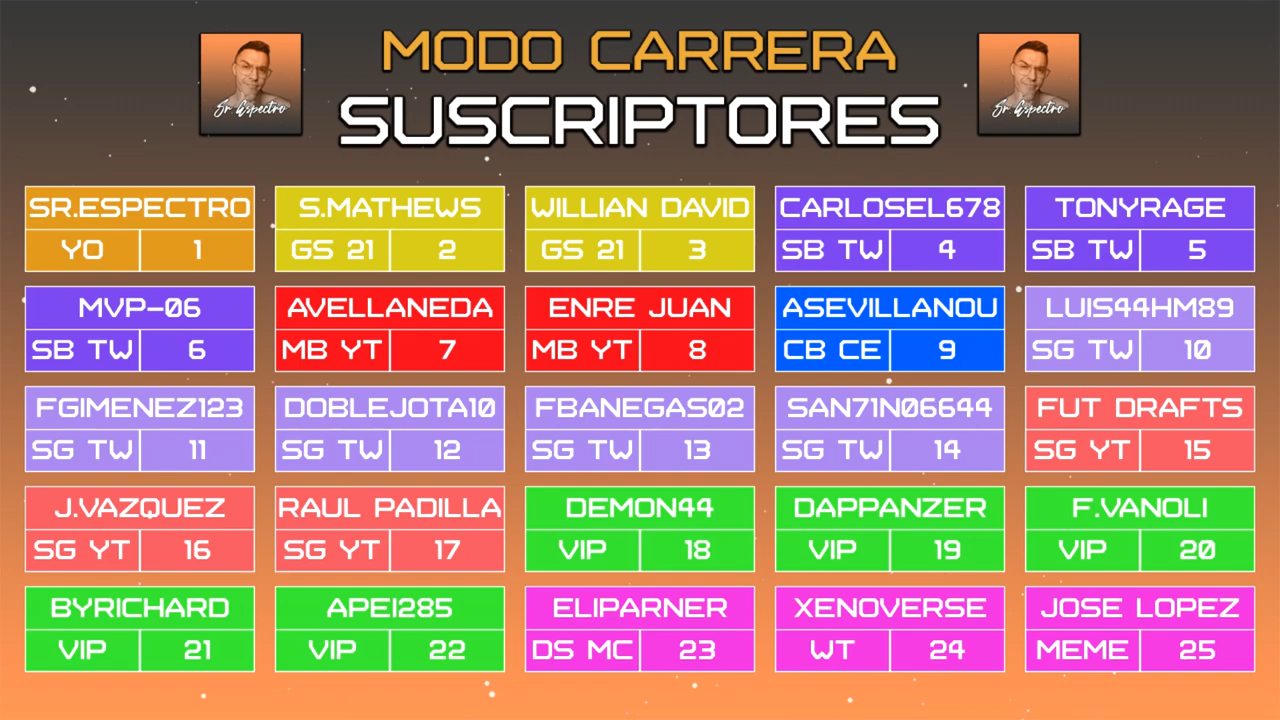 MODO CARRERA
SUSCRIPTORES
Sr. Espectro
Sr. Espectro
SR.ESPECTRO
YO 1
S.MATHEWS
GS 21 2
WILLIAN DAVID
GS 21 3
CARLOSEL678
SB TW 4
TONYRAGE
SB TW 5
MVP-06
SB TW 6
AVELLANEDA
MB YT 7
ENRE JUAN
MB YT 8
ASEVILLANOU
CB CE 9
LUIS44HM89
SG TW 10
FGIMENEZ123
SG TW 11
DOBLEJOTA10
SG TW 12
FBANEGAS02
SG TW 13
SAN71N06644
SG TW 14
FUT DRAFTS
SG YT 15
J.VAZQUEZ
SG YT 16
RAUL PADILLA
SG YT 17
DEMON44
VIP 18
DAPPANZER
VIP 19
F.VANOLI
VIP 20
BYRICHARD
VIP 21
APE1285
VIP 22
ELIPARNER
DS MC 23
XENOVERSE
WT 24
JOSE LOPEZ
MEME 25